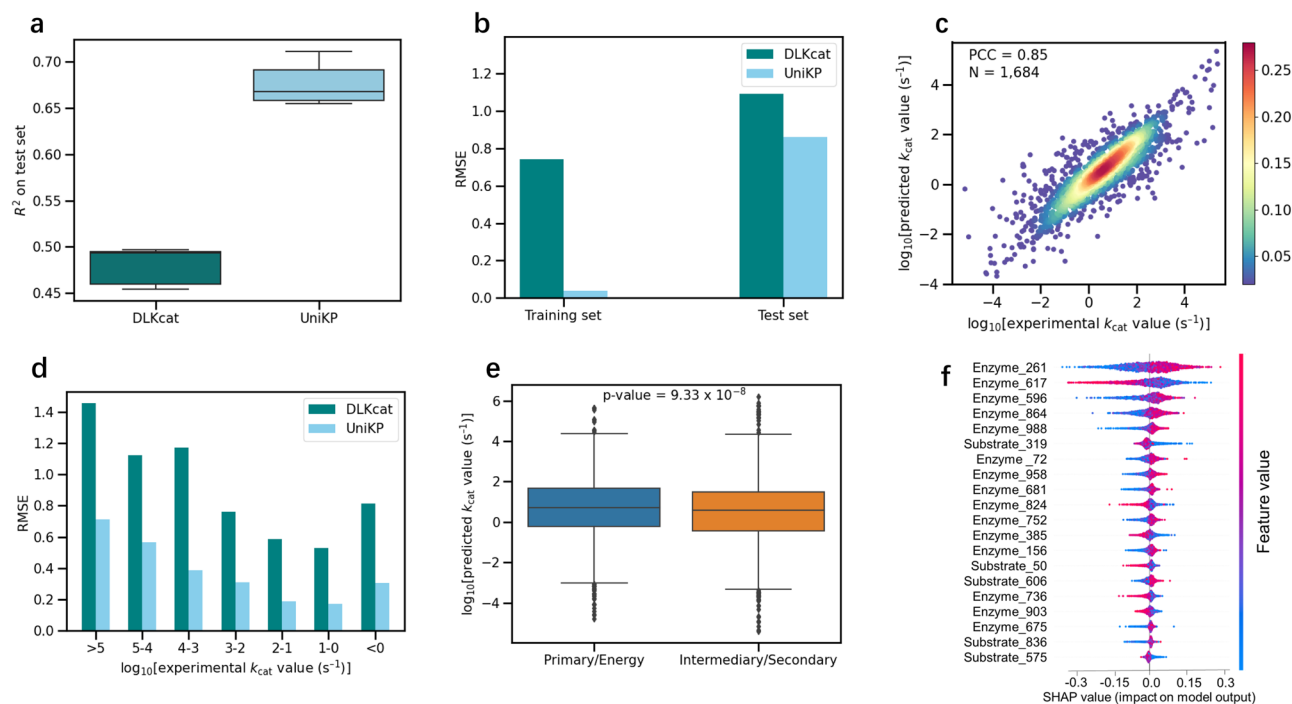 a
0.70
0.65
0.60
0.55
0.50
0.45
R² on test set
DLKcat
UniKP
b
DLKcat
UniKP
1.2
1.0
0.8
0.6
0.4
0.2
0.0
RMSE
Training set
Test set
c
PCC = 0.85
N = 1,684
4
2
0
−2
−4
log₁₀[predicted kcat value (s⁻¹)]
−4
−2
0
2
4
log₁₀[experimental kcat value (s⁻¹)]
0.25
0.20
0.15
0.10
0.05
d
DLKcat
UniKP
1.4
1.2
1.0
0.8
0.6
0.4
0.2
0.0
RMSE
>5
5-4
4-3
3-2
2-1
1-0
<0
log₁₀[experimental kcat value (s⁻¹)]
e
p-value = 9.33 x 10⁻⁸
6
4
2
0
−2
−4
log₁₀[predicted kcat value (s⁻¹)]
Primary/Energy
Intermediary/Secondary
f
Enzyme_261
Enzyme_617
Enzyme_596
Enzyme_864
Enzyme_988
Substrate_319
Enzyme _72
Enzyme_958
Enzyme_681
Enzyme_824
Enzyme_752
Enzyme_385
Enzyme_156
Substrate_50
Substrate_606
Enzyme_736
Enzyme_903
Enzyme_675
Substrate_836
Substrate_575
-0.3
-0.15
0.0
0.15
0.3
SHAP value (impact on model output)
Feature value